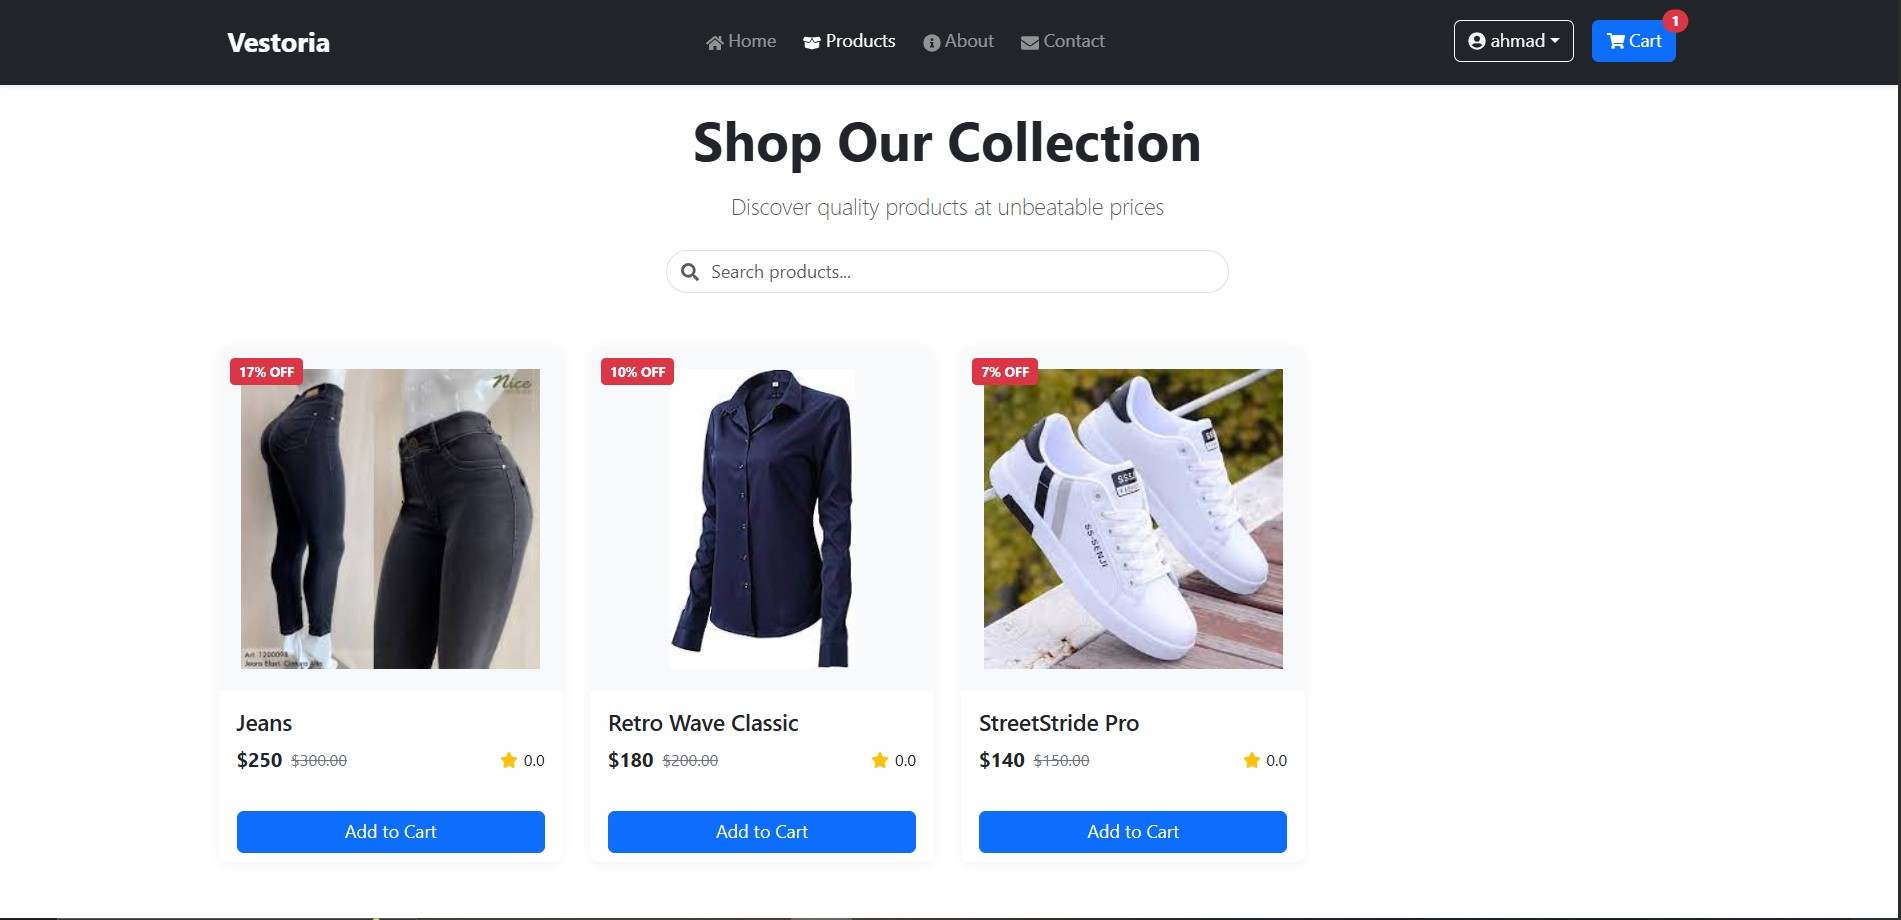 Vestoria
Home
Products
About
Contact
ahmad
Cart
1
Shop Our Collection
Discover quality products at unbeatable prices
Search products...
17% OFF
Nice
Art. 1200098
Jeans Elast. Cintura Alta
10% OFF
7% OFF
SS-SENJI
Jeans
$250 $300.00
0.0
Add to Cart
Retro Wave Classic
$180 $200.00
0.0
Add to Cart
StreetStride Pro
$140 $150.00
0.0
Add to Cart